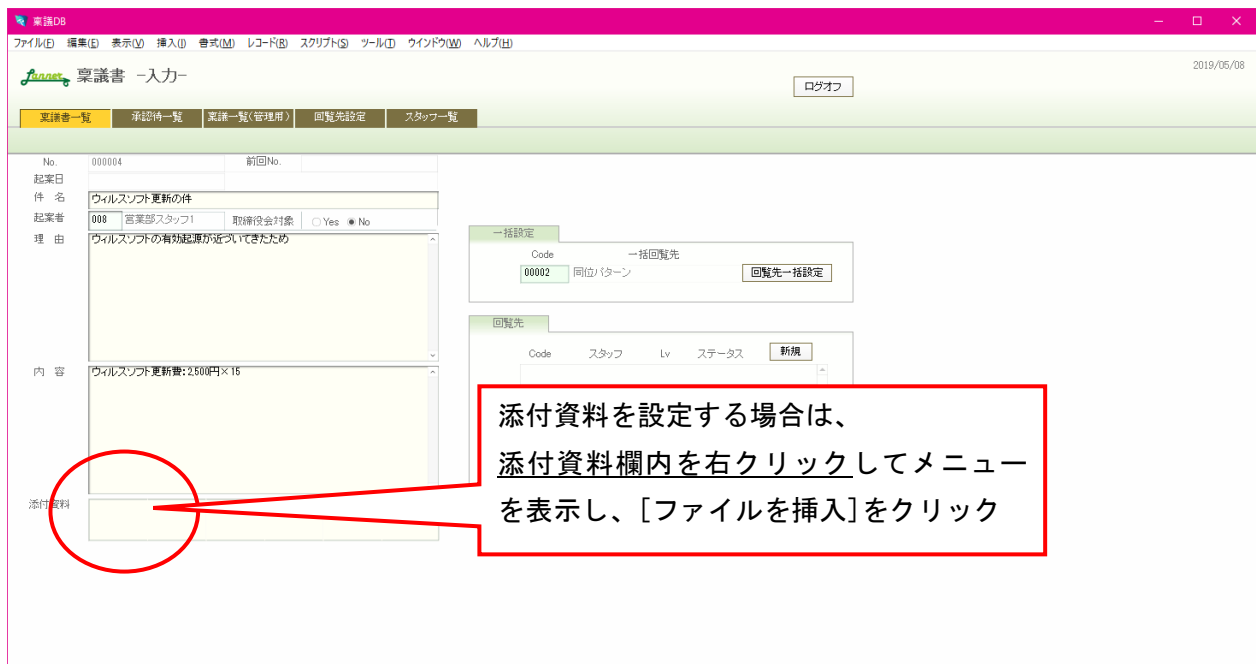 稟議DB
ファイル(F) 編集(E) 表示(V) 挿入(I) 書式(M) レコード(R) スクリプト(S) ツール(T) ウインドウ(W) ヘルプ(H)
2019/05/08
Lanner 稟議書 -入力-
ログオフ
稟議書一覧 承認待一覧 稟議一覧(管理用) 回覧先設定 スタッフ一覧
No. 000004 前回No.
起案日
件 名 ウィルスソフト更新の件
起案者 008 営業部スタッフ1 取締役会対象 Yes No
理 由 ウィルスソフトの有効起源が近づいてきたため
一括設定
Code 一括回覧先
00002 同位パターン 回覧先一括設定
回覧先
Code スタッフ Lv ステータス 新規
内 容 ウィルスソフト更新費:2,500円×15
添付資料を設定する場合は、
添付資料欄内を右クリックしてメニュー
を表示し、[ファイルを挿入]をクリック
添付資料